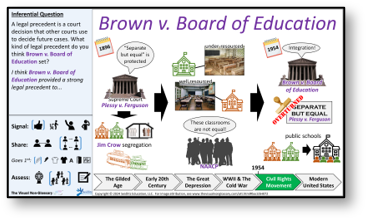 Inferential Question
Brown v. Board of Education
A legal precedent is a court
decision that other courts use
to decide future cases. What
kind of legal precedent do you
think Brown v. Board of
Education set?
I think Brown v. Board of
Education provided a strong
legal precedent to...
1896
"Separate
but equal" is
protected
Supreme Court
Plessy v. Ferguson
under-resourced
well-resourced
1954
Integration!
Brown v. Board
of Education
OVERTURNED
SEPARATE
BUT EQUAL
Plessy v. Ferguson
These classrooms
are not equal!
NAACP
Jim Crow segregation
public schools
Signal:
Share:
Goes 1st:
Assess:
1954
The Gilded
Age
Early 20th
Century
The Great
Depression
WWII & The
Cold War
Civil Rights
Movement
Modern
United States